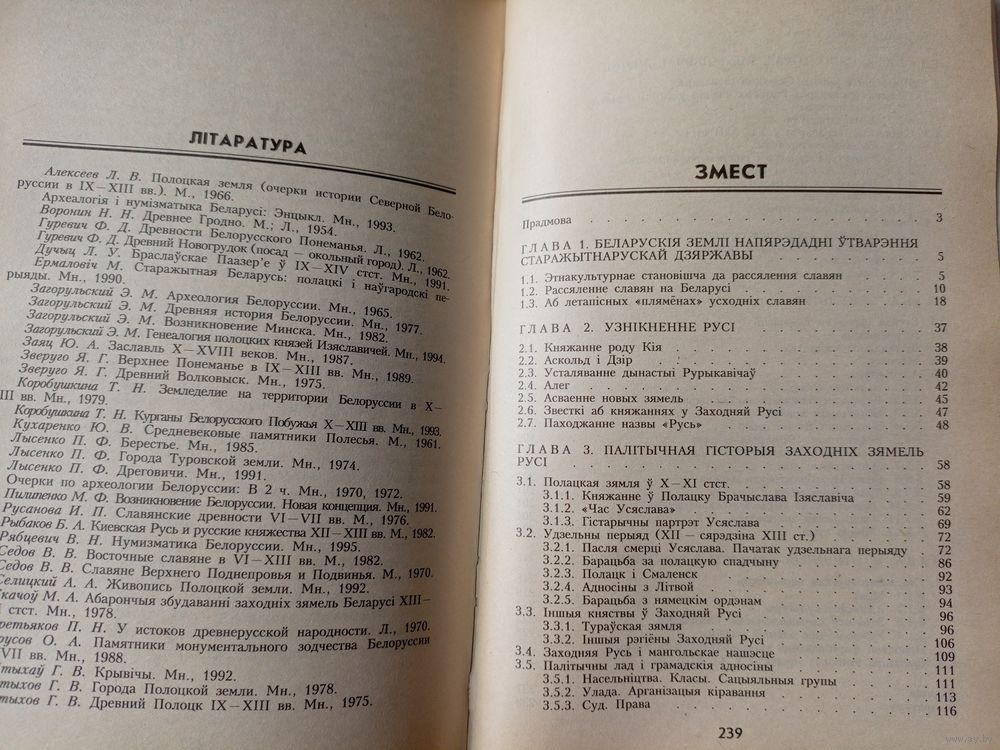 ЛІТАРАТУРА
Алексеев Л. В. Полоцкая земля (очерки истории Северной Бело-
руссии в IX—XIII вв.). М., 1966.
Археалогія і нумізматыка Беларусі: Энцыкл. Мн., 1993.
Воронин Н. Н. Древнее Гродно. М.; Л., 1954.
Гуревич Ф. Д. Древности Белорусского Понеманья. Л., 1962.
Гуревич Ф. Д. Древний Новогрудок (посад — окольный город). Л., 1962.
Дучыц Л. У. Браслаўскае Паазер'е ў IX—XIV стст. Мн., 1991.
Ермаловіч М. Старажытная Беларусь: полацкі і наўгародскі пе-
рыяды. Мн., 1990.
Загорульский Э. М. Археология Белоруссии. Мн., 1965.
Загорульский Э. М. Древняя история Белоруссии. Мн., 1977.
Загорульский Э. М. Возникновение Минска. Мн., 1982.
Загорульский Э. М. Генеалогия полоцких князей Изяславичей. Мн., 1994.
Заяц Ю. А. Заславль X—XVIII веков. Мн., 1987.
Зверуго Я. Г. Верхнее Понеманье в IX—XIII вв. Мн., 1989.
Зверуго Я. Г. Древний Волковыск. Мн., 1975.
Коробушкина Т. Н. Земледелие на территории Белоруссии в X—
III вв. Мн., 1979.
Коробушкина Т. Н. Курганы Белорусского Побужья X—XIII вв. Мн., 1993.
Кухаренко Ю. В. Средневековые памятники Полесья. М., 1961.
Лысенко П. Ф. Берестье. Мн., 1985.
Лысенко П. Ф. Города Туровской земли. Мн., 1974.
Лысенко П. Ф. Дреговичи. Мн., 1991.
Очерки по археологии Белоруссии: В 2 ч. Мн., 1970, 1972.
Пилипенко М. Ф. Возникновение Белоруссии. Новая концепция. Мн., 1991.
Русанова И. П. Славянские древности VI—VII вв. М., 1976.
Рыбаков Б. А. Киевская Русь и русские княжества XII—XIII вв. М., 1982.
Рябцевич В. Н. Нумизматика Белоруссии. Мн., 1995.
Седов В. В. Восточные славяне в VI—XIII вв. М., 1982.
Седов В. В. Славяне Верхнего Поднепровья и Подвинья. М., 1970.
Селицкий А. А. Живопись Полоцкой земли. Мн., 1992.
качоў М. А. Абарончыя збудаванні заходніх зямель Беларусі XIII—
I стст. Мн., 1978.
ретьяков П. Н. У истоков древнерусской народности. Л., 1970.
русов О. А. Памятники монументального зодчества Белоруссии
VII вв. Мн., 1988.
тыхаў Г. В. Крывічы. Мн., 1992.
тыхов Г. В. Города Полоцкой земли. Мн., 1978.
тыхов Г. В. Древний Полоцк IX—XIII вв. Мн., 1975.
ЗМЕСТ
Прадмова . . . 3
ГЛАВА 1. БЕЛАРУСКІЯ ЗЕМЛІ НАПЯРЭДАДНІ ЎТВАРЭННЯ
СТАРАЖЫТНАРУСКАЙ ДЗЯРЖАВЫ . . . 5
1.1. Этнакультурнае становішча да рассялення славян . . . 5
1.2. Рассяленне славян на Беларусі . . . 10
1.3. Аб летапісных «плямёнах» усходніх славян . . . 18
ГЛАВА 2. УЗНІКНЕННЕ РУСІ . . . 37
2.1. Княжанне роду Кія . . . 38
2.2. Аскольд і Дзір . . . 39
2.3. Усталяванне дынастыі Рурыкавічаў . . . 40
2.4. Алег . . . 42
2.5. Асваенне новых зямель . . . 45
2.6. Звесткі аб княжаннях у Заходняй Русі . . . 47
2.7. Паходжанне назвы «Русь» . . . 48
ГЛАВА 3. ПАЛІТЫЧНАЯ ГІСТОРЫЯ ЗАХОДНІХ ЗЯМЕЛЬ
РУСІ . . . 58
3.1. Полацкая зямля ў X—XI стст. . . . 58
3.1.1. Княжанне ў Полацку Брачыслава Ізяславіча . . . 59
3.1.2. «Час Усяслава» . . . 62
3.1.3. Гістарычны партрэт Усяслава . . . 69
3.2. Удзельны перыяд (XII — сярэдзіна XIII ст.) . . . 72
3.2.1. Пасля смерці Усяслава. Пачатак удзельнага перыяду . 72
3.2.2. Барацьба за полацкую спадчыну . . . 86
3.2.3. Полацк і Смаленск . . . 92
3.2.4. Адносіны з Літвой . . . 93
3.2.5. Барацьба з нямецкім ордэнам . . . 94
3.3. Іншыя княствы ў Заходняй Русі . . . 96
3.3.1. Тураўская зямля . . . 96
3.3.2. Іншыя рэгіёны Заходняй Русі . . . 106
3.4. Заходняя Русь і мангольскае нашэсце . . . 109
3.5. Палітычны лад і грамадскія адносіны . . . 111
3.5.1. Насельніцтва. Класы. Сацыяльныя групы . . . 111
3.5.2. Улада. Арганізацыя кіравання . . . 113
3.5.3. Суд. Права . . . 116
239